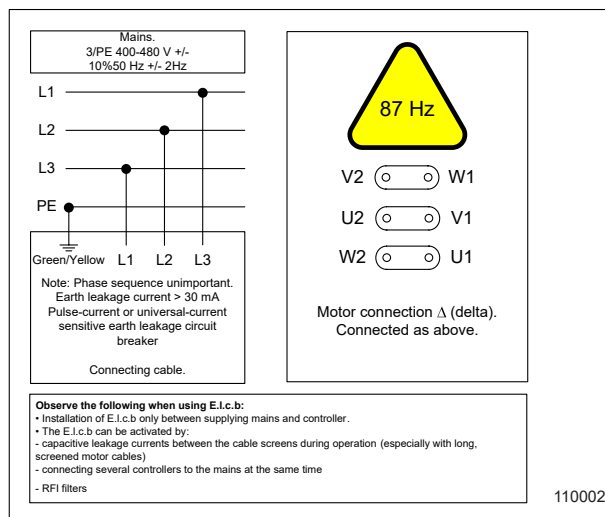 Mains.
3/PE 400-480 V +/-
10%50 Hz +/- 2Hz
L1
L2
L3
PE
Green/Yellow L1 L2 L3
Note: Phase sequence unimportant.
Earth leakage current > 30 mA
Pulse-current or universal-current
sensitive earth leakage circuit
breaker
Connecting cable.
87 Hz
V2 W1
U2 V1
W2 U1
Motor connection Δ (delta).
Connected as above.
Observe the following when using E.l.c.b:
• Installation of E.l.c.b only between supplying mains and controller.
• The E.l.c.b can be activated by:
- capacitive leakage currents between the cable screens during operation (especially with long,
screened motor cables)
- connecting several controllers to the mains at the same time
- RFI filters
110002